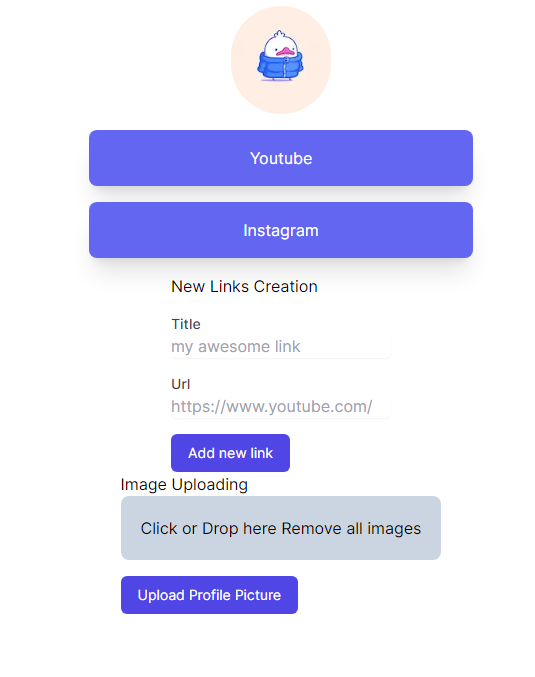 Youtube
Instagram
New Links Creation
Title
my awesome link
Url
https://www.youtube.com/
Add new link
Image Uploading
Click or Drop here Remove all images
Upload Profile Picture